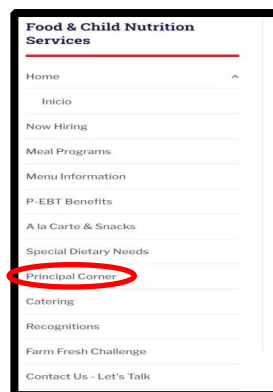 Food & Child Nutrition
Services
Home
Inicio
Now Hiring
Meal Programs
Menu Information
P-EBT Benefits
A la Carte & Snacks
Special Dietary Needs
Principal Corner
Catering
Recognitions
Farm Fresh Challenge
Contact Us - Let's Talk